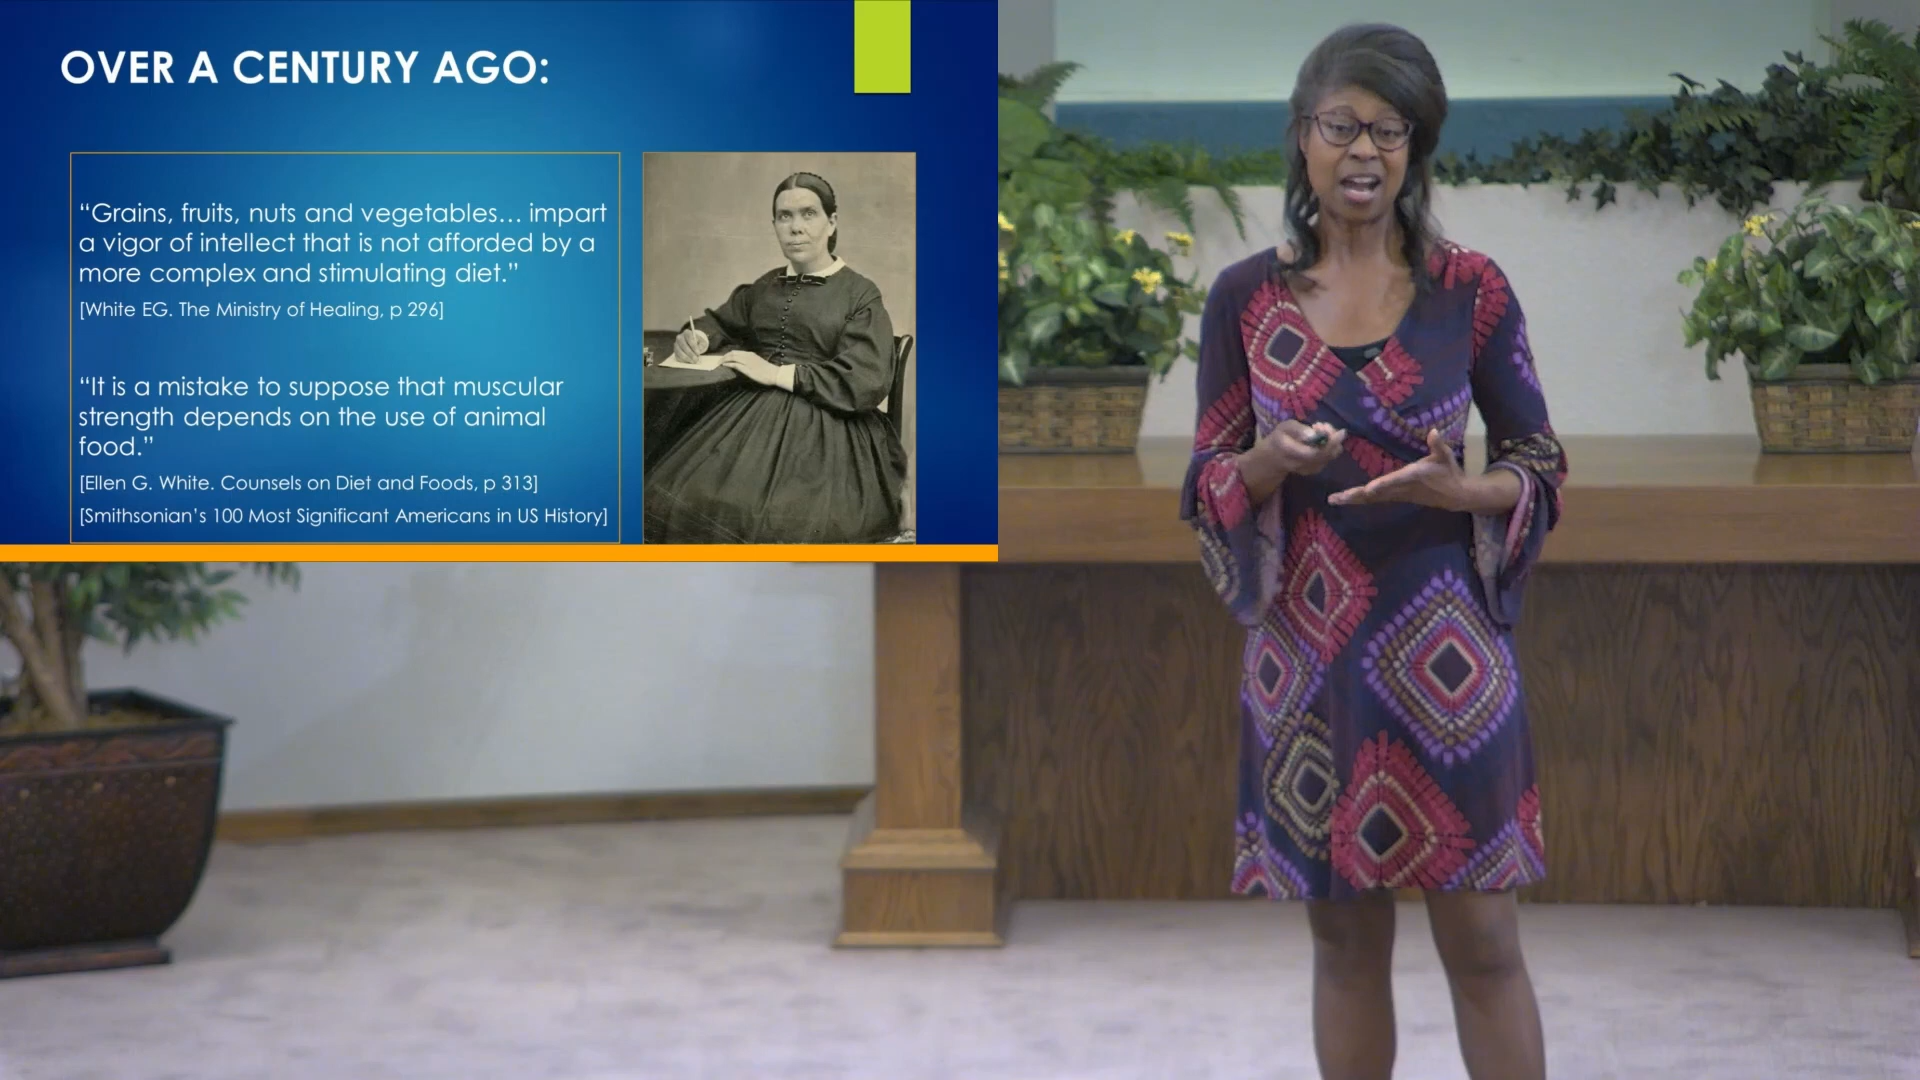 OVER A CENTURY AGO:
“Grains, fruits, nuts and vegetables... impart
a vigor of intellect that is not afforded by a
more complex and stimulating diet.”
[White EG. The Ministry of Healing, p 296]
“It is a mistake to suppose that muscular
strength depends on the use of animal
food.”
[Ellen G. White. Counsels on Diet and Foods, p 313]
[Smithsonian’s 100 Most Significant Americans in US History]